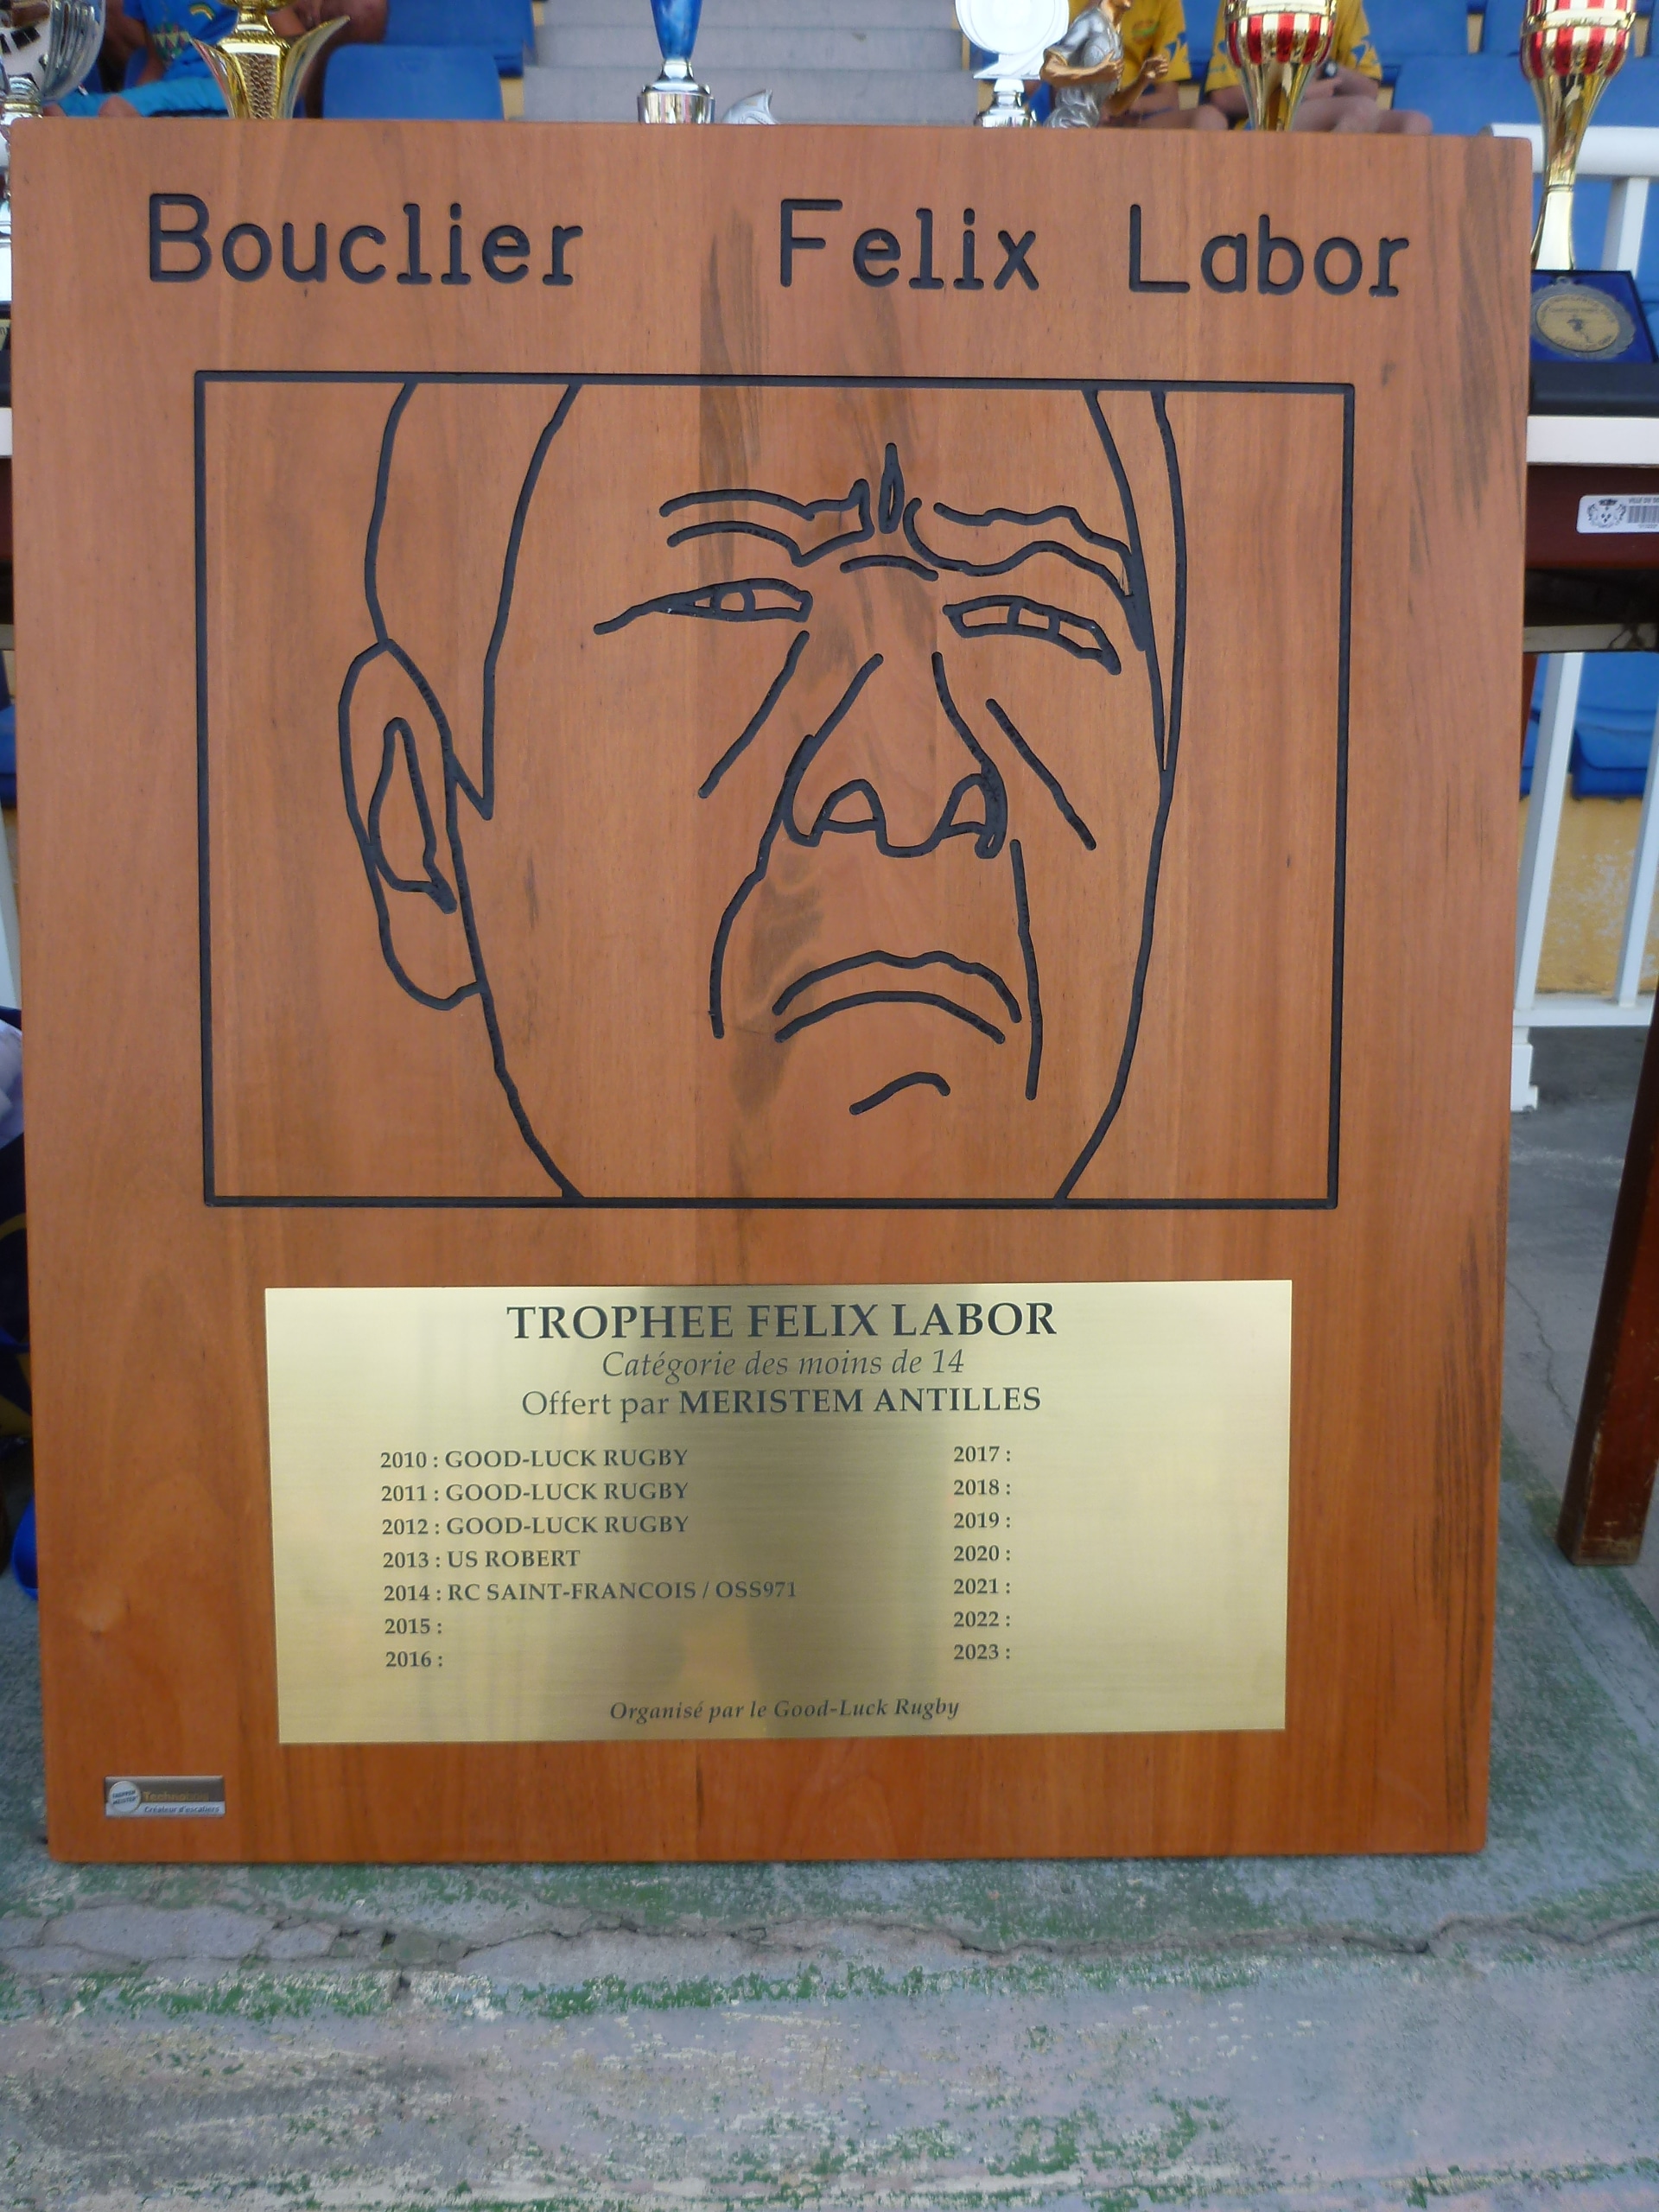 Bouclier Felix Labor
TROPHEE FELIX LABOR
Catégorie des moins de 14
Offert par MERISTEM ANTILLES
2010 : GOOD-LUCK RUGBY
2011 : GOOD-LUCK RUGBY
2012 : GOOD-LUCK RUGBY
2013 : US ROBERT
2014 : RC SAINT-FRANCOIS / OSS971
2015 :
2016 :
2017 :
2018 :
2019 :
2020 :
2021 :
2022 :
2023 :
Organisé par le Good-Luck Rugby
Créateur d'escaliers